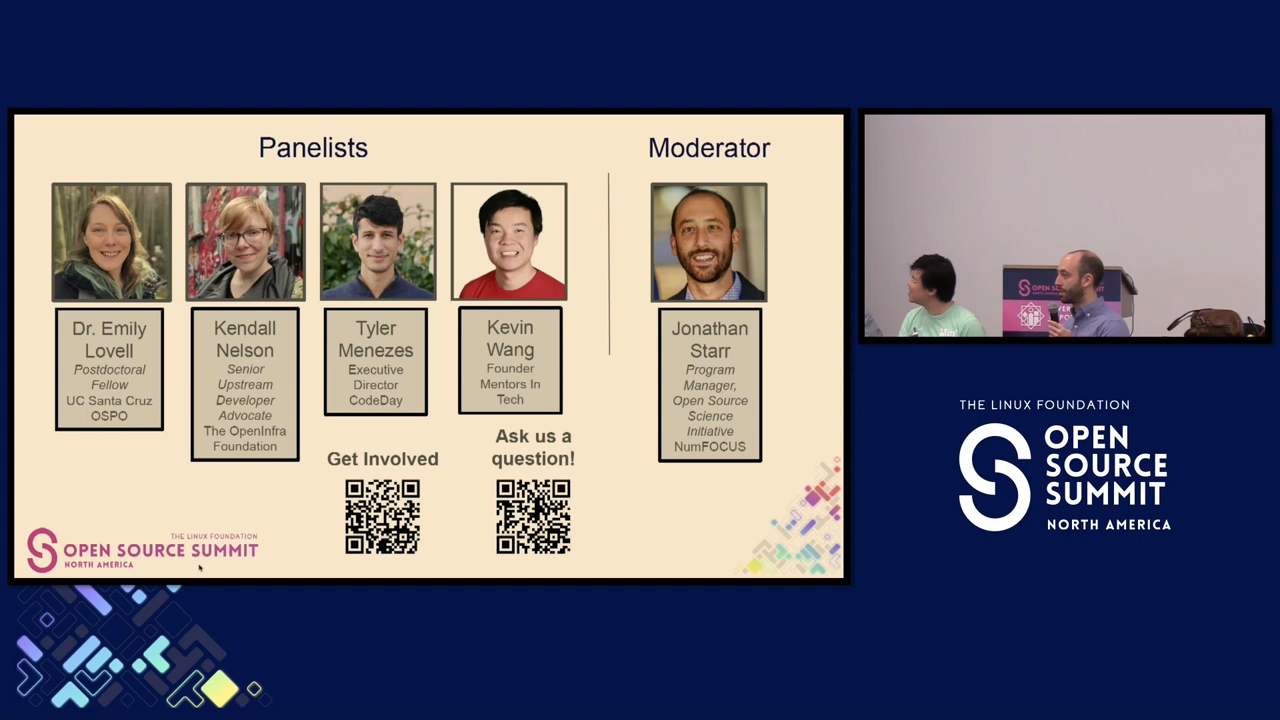 Panelists
Moderator
Dr. Emily
Lovell
Postdoctoral
Fellow
UC Santa Cruz
OSPO
Kendall
Nelson
Senior
Upstream
Developer
Advocate
The OpenInfra
Foundation
Tyler
Menezes
Executive
Director
CodeDay
Kevin
Wang
Founder
Mentors In
Tech
Jonathan
Starr
Program
Manager,
Open Source
Science
Initiative
NumFOCUS
Get Involved
Ask us a
question!
THE LINUX FOUNDATION
OPEN SOURCE SUMMIT
NORTH AMERICA
THE LINUX FOUNDATION
OPEN
SOURCE
SUMMIT
NORTH AMERICA